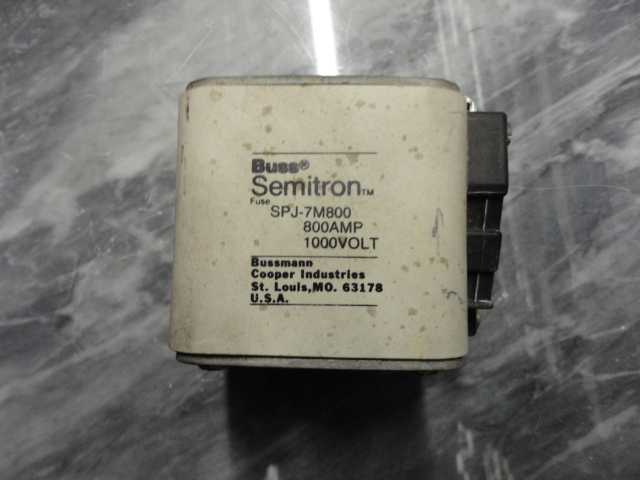 Buss®
Semitron™
Fuse
SPJ-7M800
800AMP
1000VOLT
Bussmann
Cooper Industries
St. Louis,MO. 63178
U.S.A.